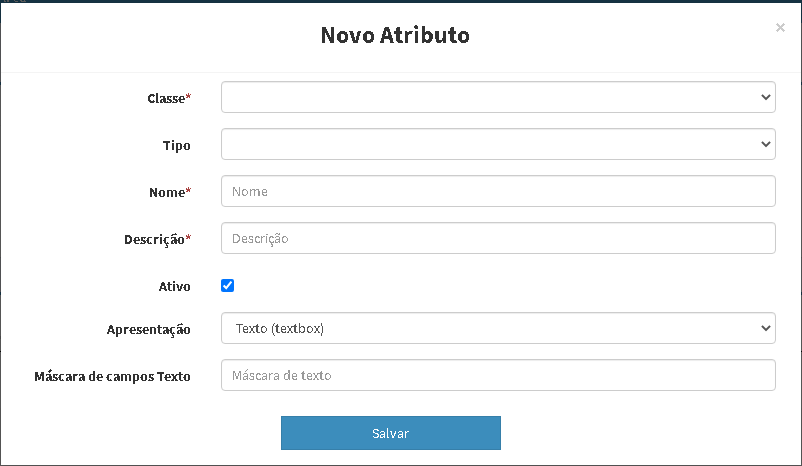 Novo Atributo
×
Classe*
Tipo
Nome* Nome
Descrição* Descrição
Ativo
Apresentação Texto (textbox)
Máscara de campos Texto Máscara de texto
Salvar